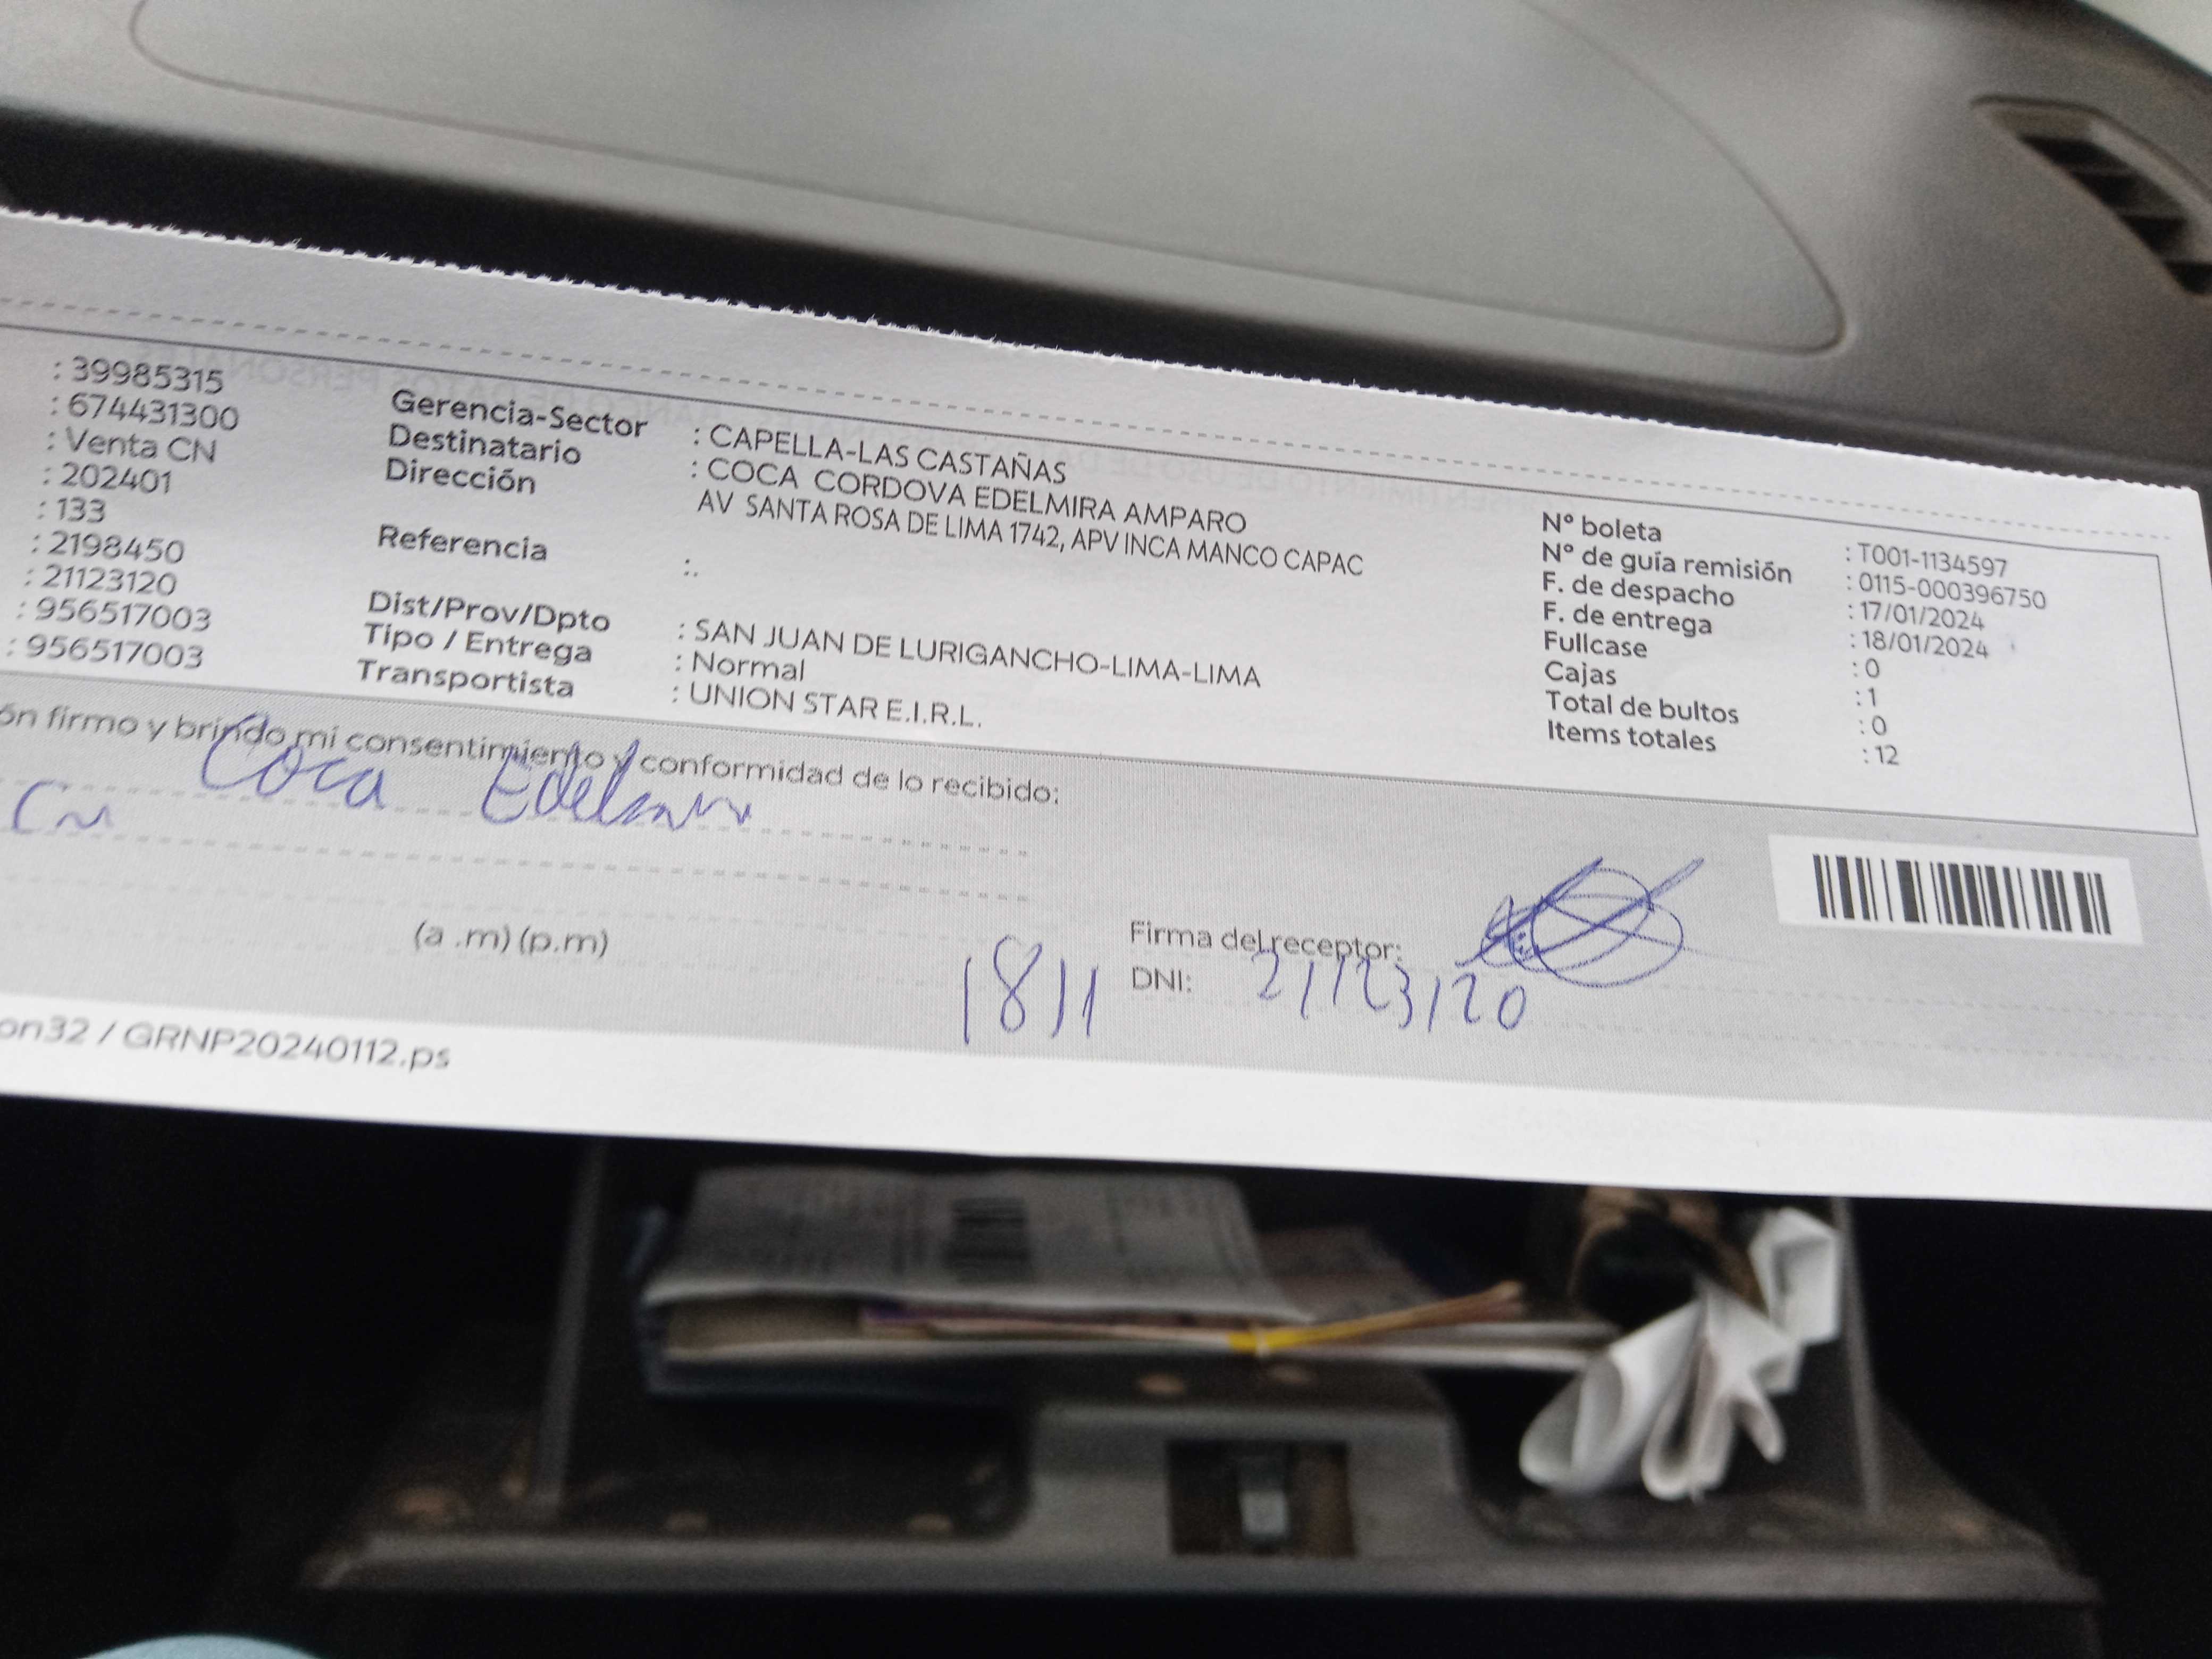 : 39985315
: 674431300
: Venta CN
: 202401
: 133
: 2198450
: 21123120
: 956517003
: 956517003
Gerencia-Sector : CAPELLA-LAS CASTAÑAS
Destinatario : COCA CORDOVA EDELMIRA AMPARO
Dirección AV SANTA ROSA DE LIMA 1742, APV INCA MANCO CAPAC
Referencia :.
Dist/Prov/Dpto : SAN JUAN DE LURIGANCHO-LIMA-LIMA
Tipo / Entrega : Normal
Transportista : UNION STAR E.I.R.L.
N° boleta : T001-1134597
N° de guía remisión : 0115-000396750
F. de despacho : 17/01/2024
F. de entrega : 18/01/2024
Fullcase : 0
Cajas : 1
Total de bultos : 0
Items totales : 12
ón firmo y brindo mi consentimiento y conformidad de lo recibido:
Coca
(a .m) (p.m)
Firma del receptor:
18/1 DNI: 21123120
on32 / GRNP20240112.ps